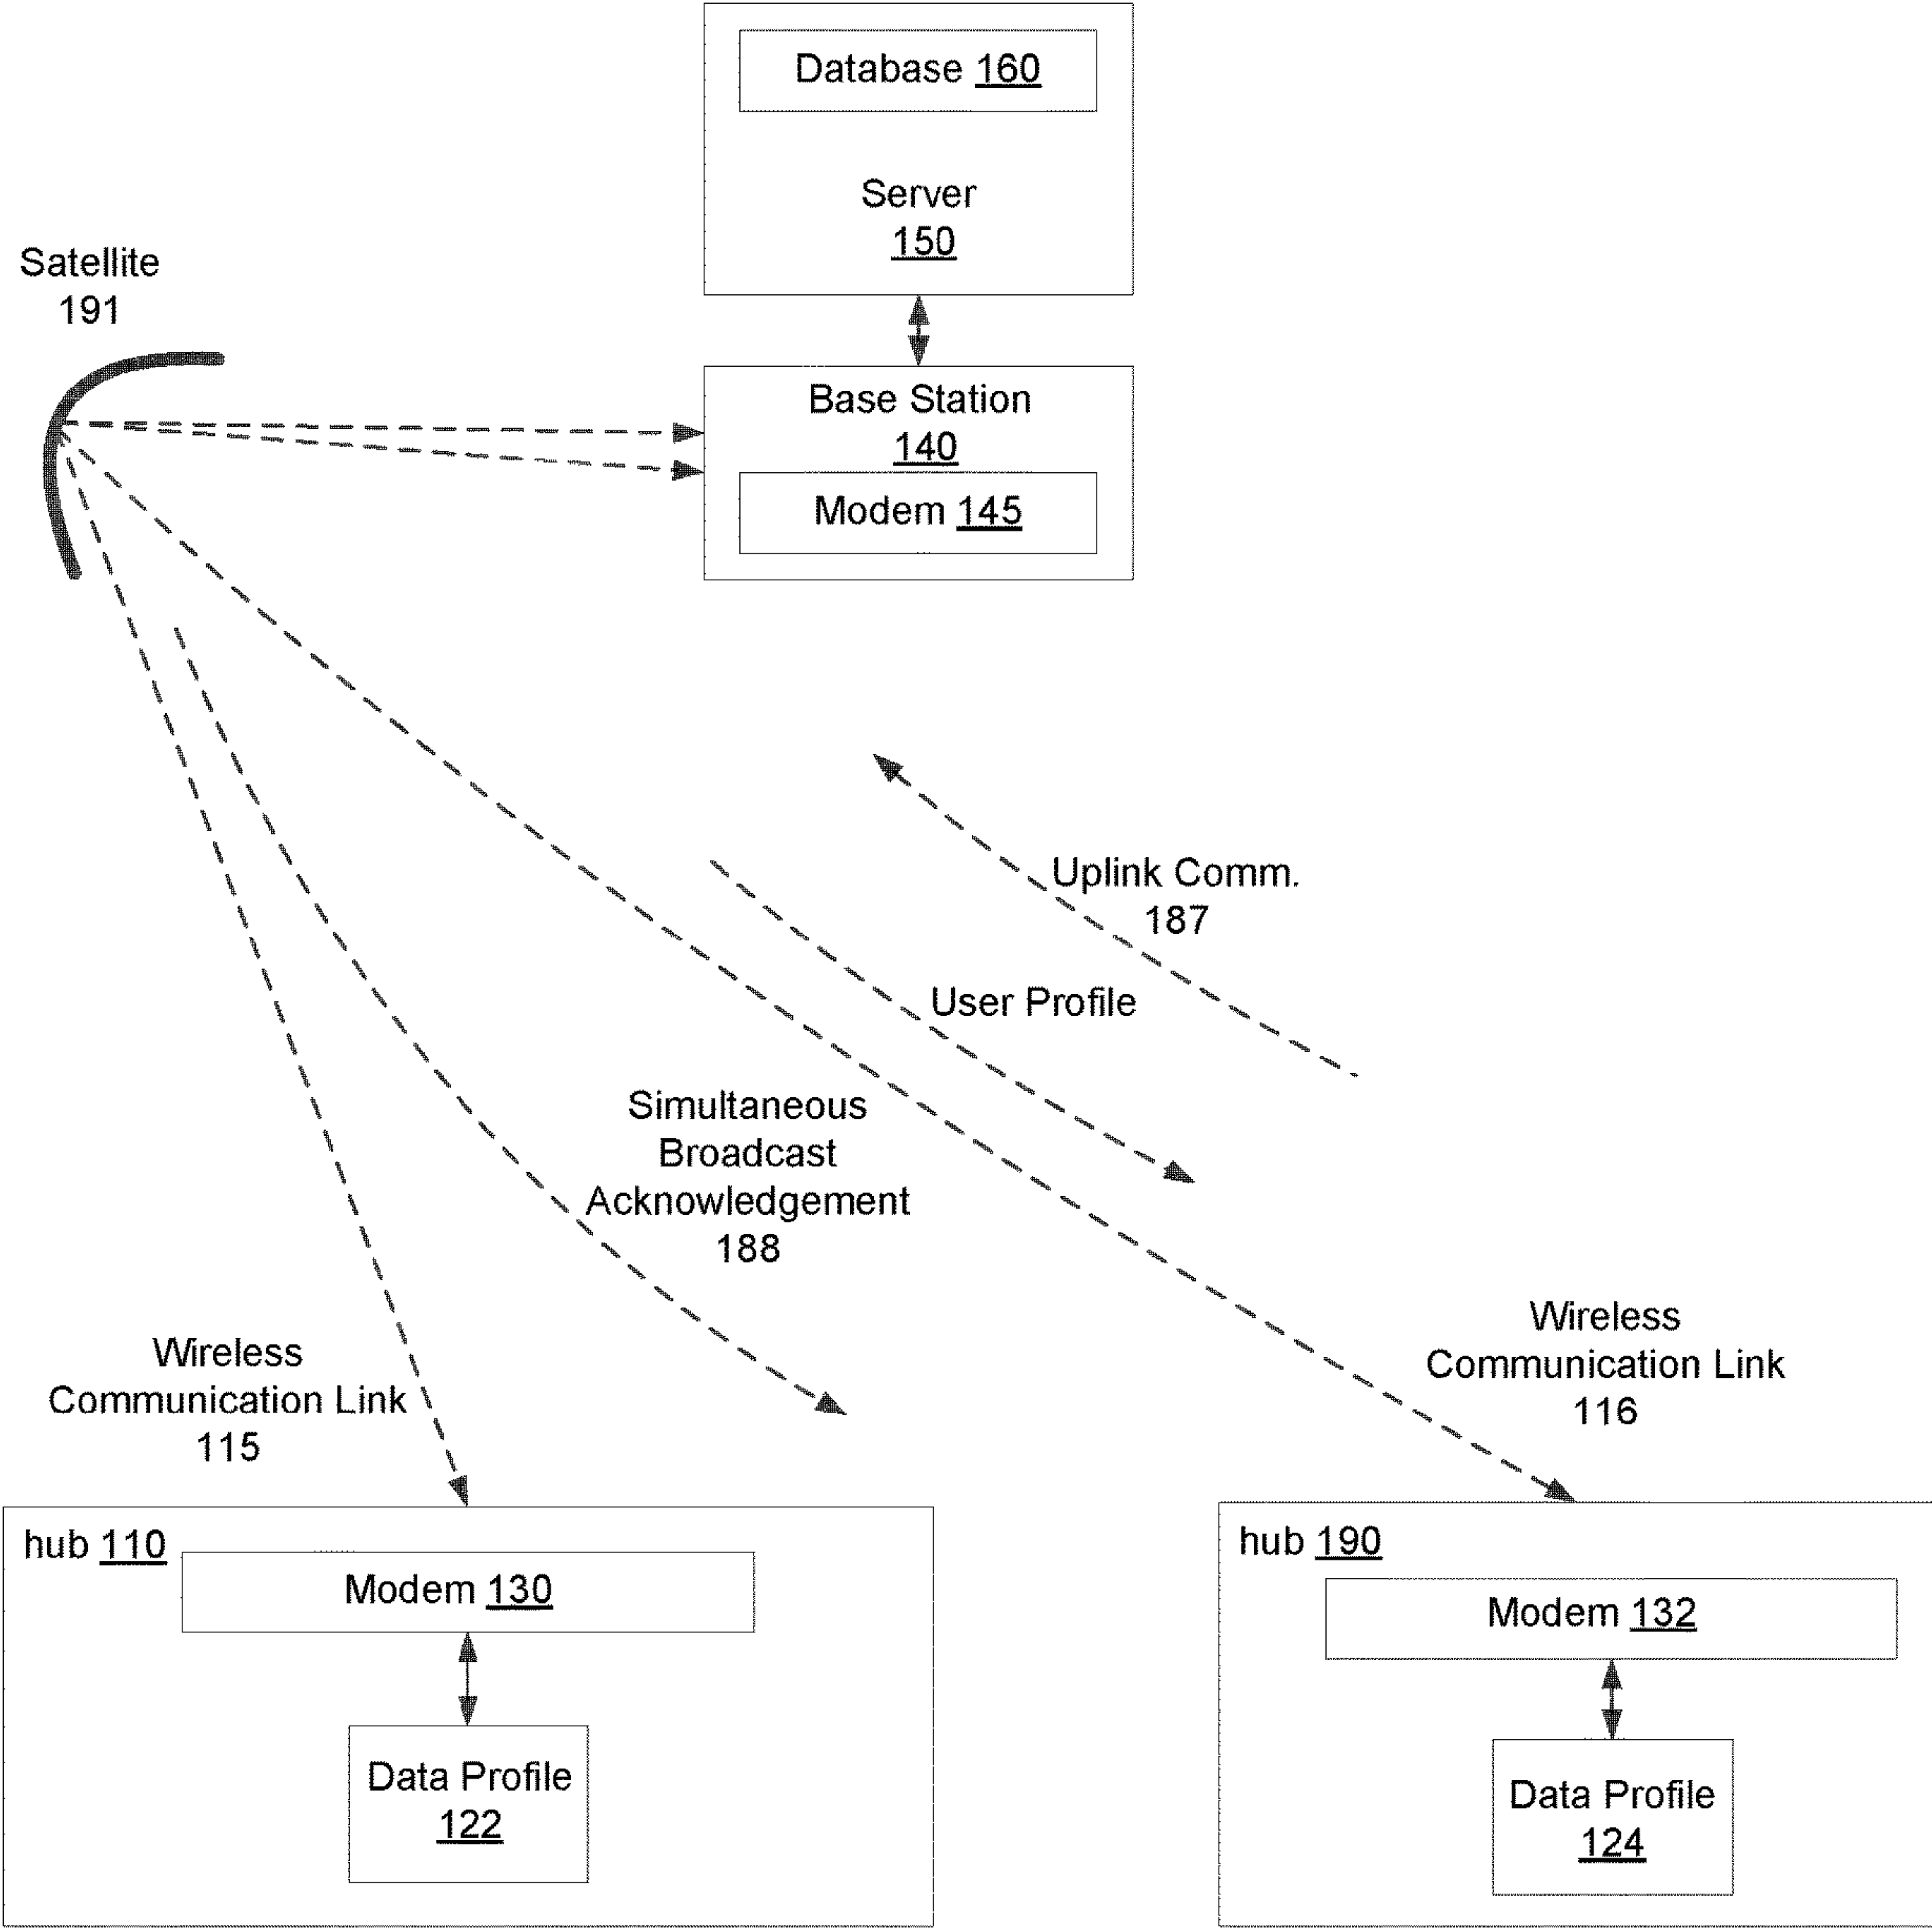 Database 160
Server
150
Satellite
191
Base Station
140
Modem 145
Uplink Comm.
187
User Profile
Simultaneous
Broadcast
Acknowledgement
188
Wireless
Communication Link
115
Wireless
Communication Link
116
hub 110
Modem 130
Data Profile
122
hub 190
Modem 132
Data Profile
124